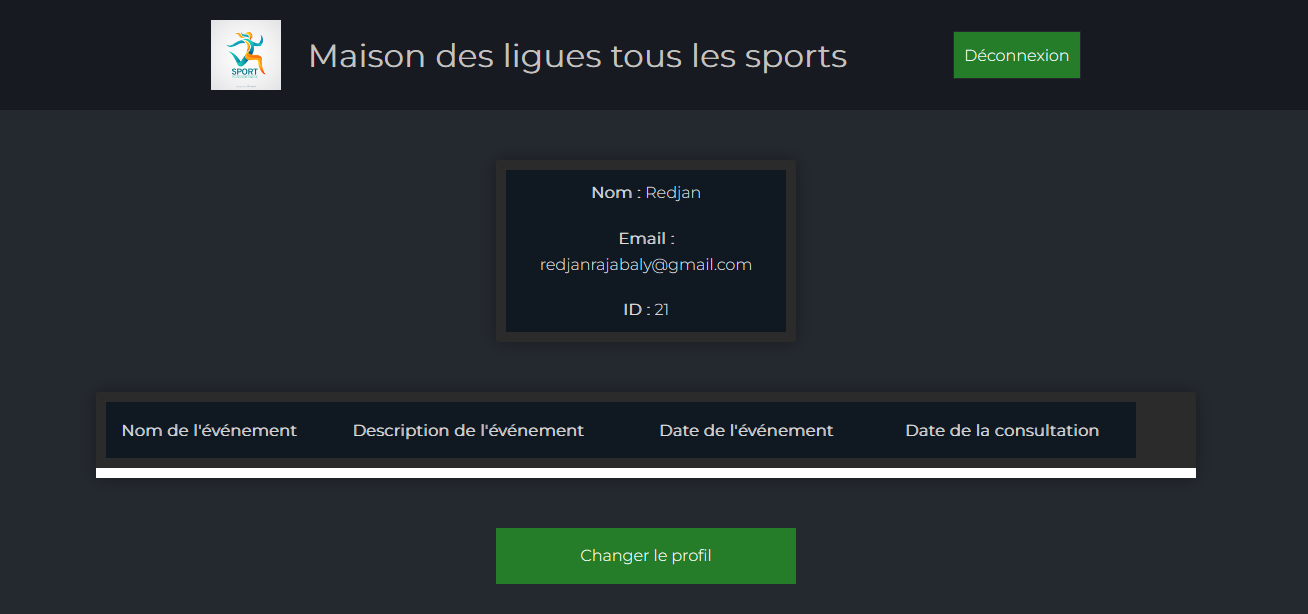 SPORT
Maison des ligues tous les sports
Déconnexion
Nom : Redjan
Email :
redjanrajabaly@gmail.com
ID : 21
Nom de l'événement Description de l'événement Date de l'événement Date de la consultation
Changer le profil